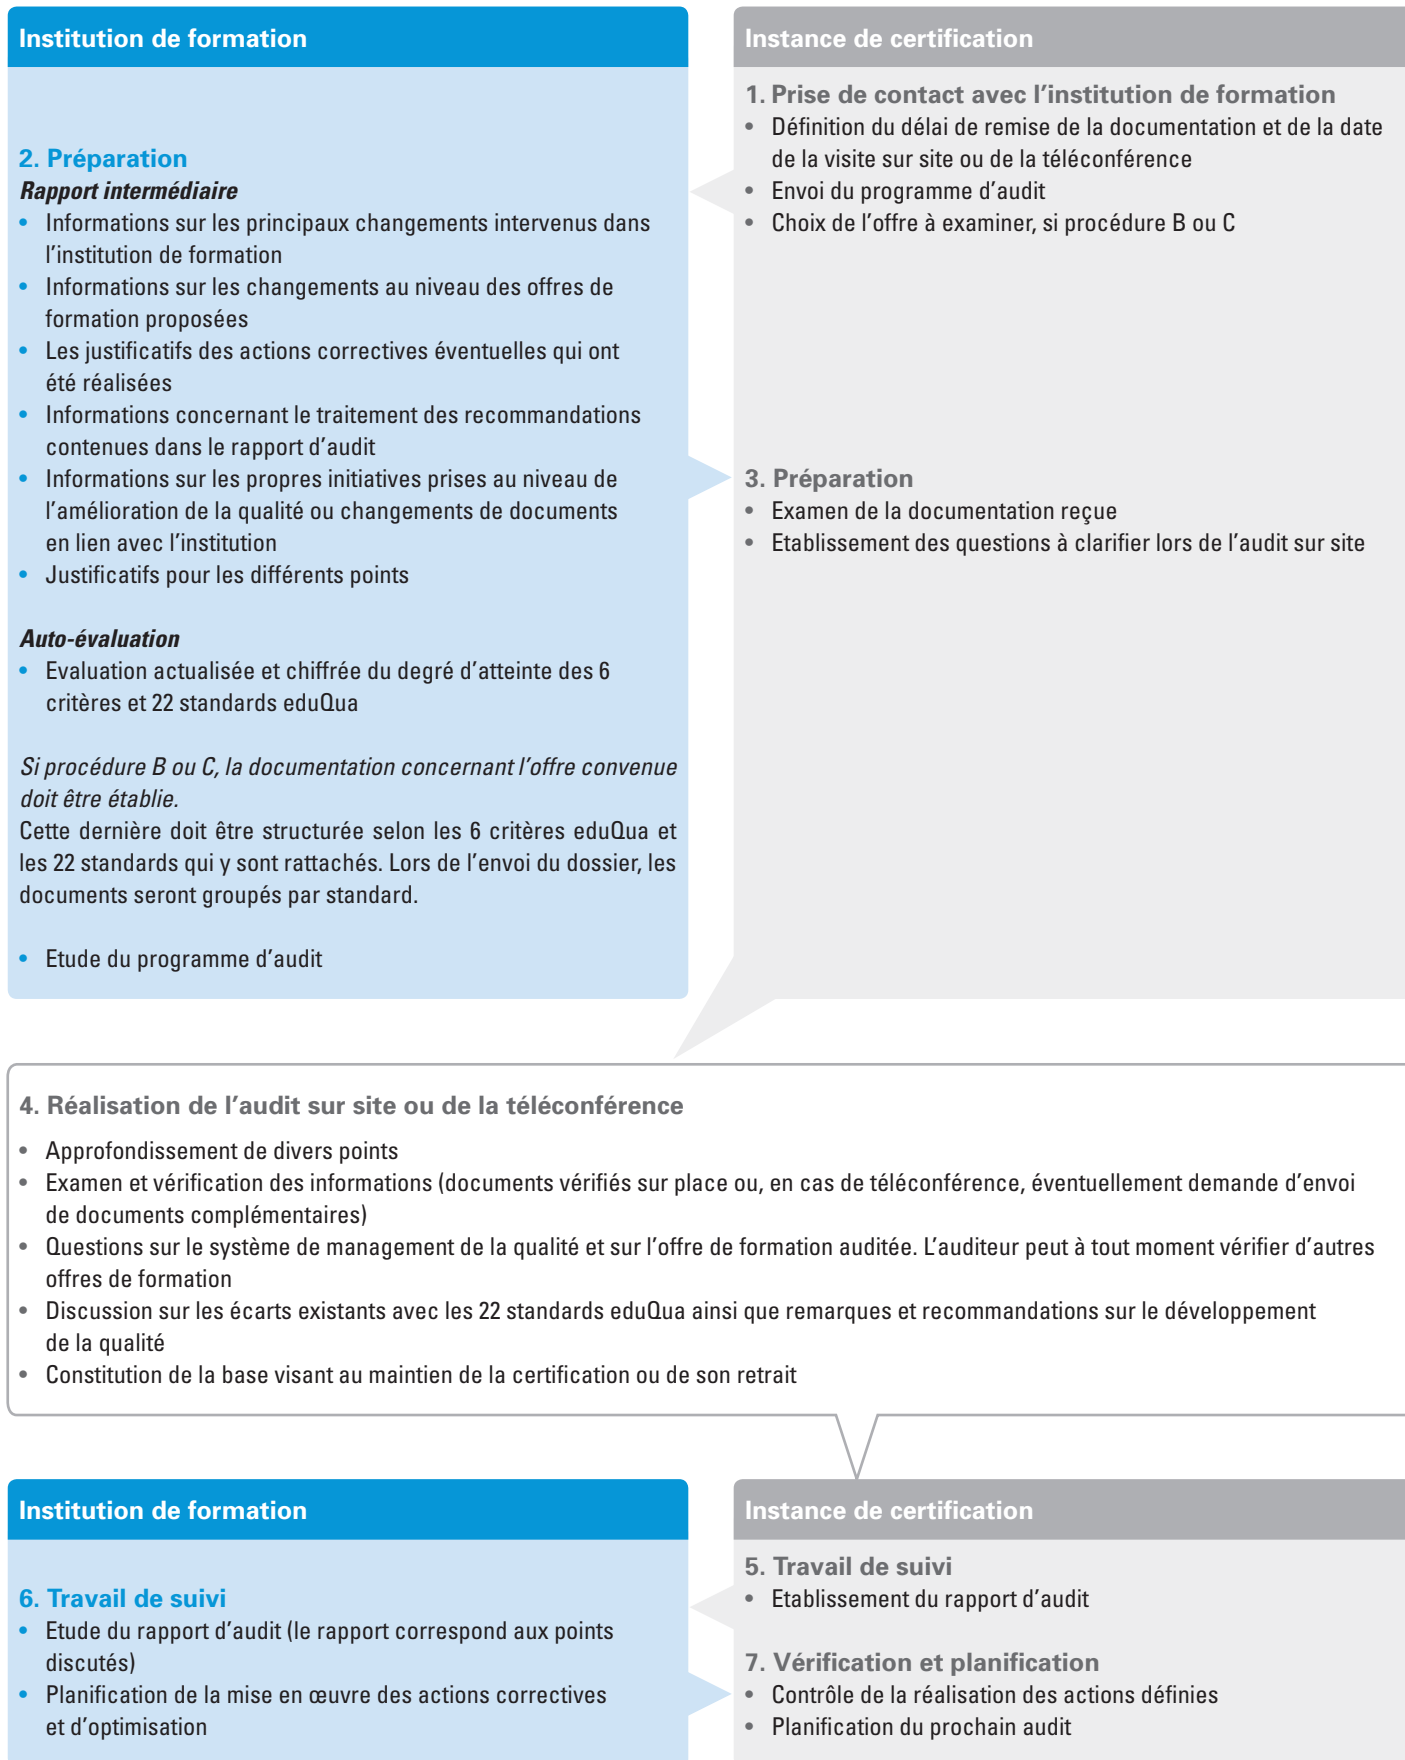 Institution de formation
2. Préparation
Rapport intermédiaire
• Informations sur les principaux changements intervenus dans
l'institution de formation
• Informations sur les changements au niveau des offres de
formation proposées
• Les justificatifs des actions correctives éventuelles qui ont
été réalisées
• Informations concernant le traitement des recommandations
contenues dans le rapport d'audit
• Informations sur les propres initiatives prises au niveau de
l'amélioration de la qualité ou changements de documents
en lien avec l'institution
• Justificatifs pour les différents points
Auto-évaluation
• Evaluation actualisée et chiffrée du degré d'atteinte des 6
critères et 22 standards eduQua
Si procédure B ou C, la documentation concernant l'offre convenue
doit être établie.
Cette dernière doit être structurée selon les 6 critères eduQua et
les 22 standards qui y sont rattachés. Lors de l'envoi du dossier, les
documents seront groupés par standard.
• Etude du programme d'audit
Instance de certification
1. Prise de contact avec l'institution de formation
• Définition du délai de remise de la documentation et de la date
de la visite sur site ou de la téléconférence
• Envoi du programme d'audit
• Choix de l'offre à examiner, si procédure B ou C
3. Préparation
• Examen de la documentation reçue
• Etablissement des questions à clarifier lors de l'audit sur site
4. Réalisation de l'audit sur site ou de la téléconférence
• Approfondissement de divers points
• Examen et vérification des informations (documents vérifiés sur place ou, en cas de téléconférence, éventuellement demande d'envoi
de documents complémentaires)
• Questions sur le système de management de la qualité et sur l'offre de formation auditée. L'auditeur peut à tout moment vérifier d'autres
offres de formation
• Discussion sur les écarts existants avec les 22 standards eduQua ainsi que remarques et recommandations sur le développement
de la qualité
• Constitution de la base visant au maintien de la certification ou de son retrait
Institution de formation
6. Travail de suivi
• Etude du rapport d'audit (le rapport correspond aux points
discutés)
• Planification de la mise en œuvre des actions correctives
et d'optimisation
Instance de certification
5. Travail de suivi
• Etablissement du rapport d'audit
7. Vérification et planification
• Contrôle de la réalisation des actions définies
• Planification du prochain audit